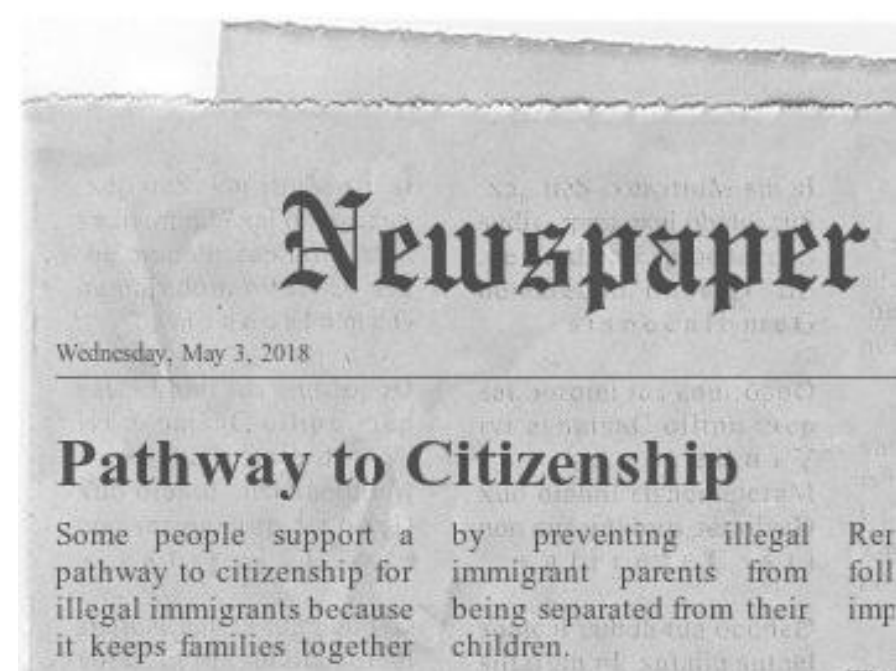 Newspaper
Wednesday, May 3, 2018
Pathway to Citizenship
Some people support a
pathway to citizenship for
illegal immigrants because
it keeps families together
by preventing illegal
immigrant parents from
being separated from their
children.